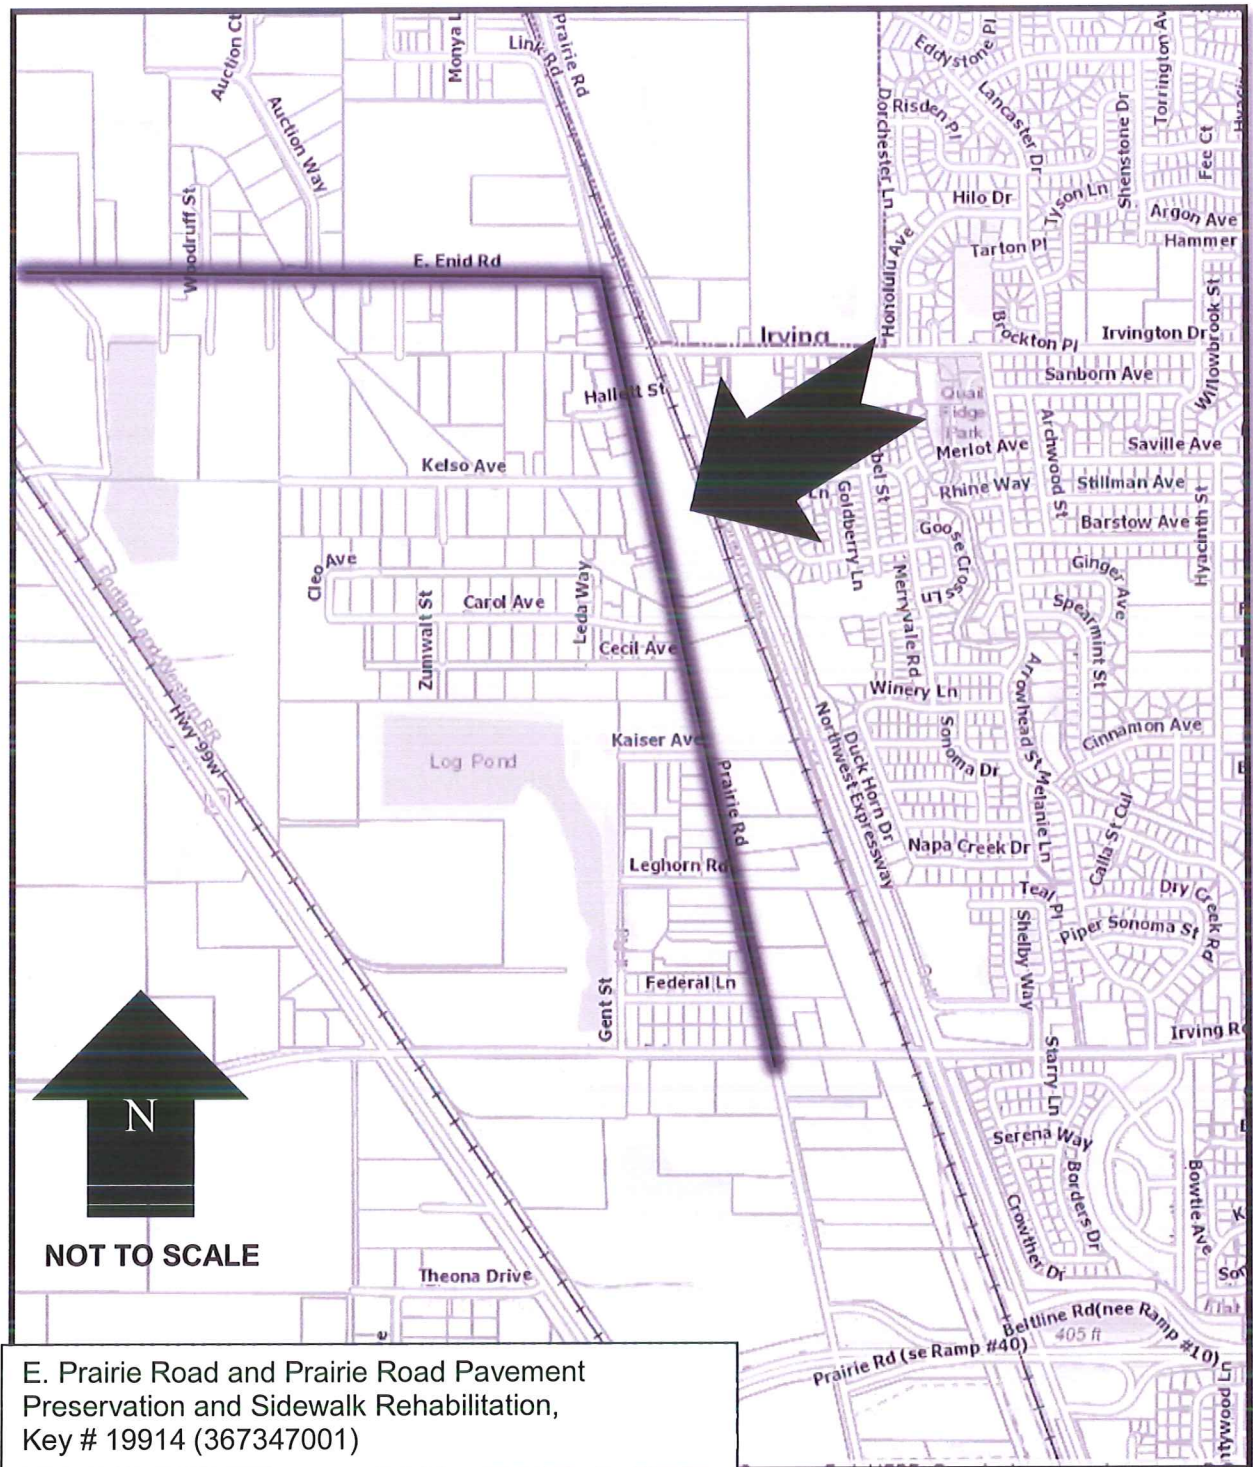 Auction Ct
Monya L
Link Rd
Prairie Rd
Eddystone Pl
Torrington Av
Auction Way
Dorchester Ln
Risden Pl
Lancaster Dr
Shenstone Dr
Fee Ct
Woodruff St
Hilo Dr
Tyson Ln
Argon Ave
Honolulu Ave
Tarton Pl
Hammer
E. Enid Rd
Brockton Pl
Irvington Dr
Willowbrook St
Irving
Sanborn Ave
Hallett St
Quail
Ridge
Park
Archwood St
Merlot Ave
Saville Ave
Kelso Ave
bel St
Ln
Goldberry Ln
Rhine Way
Stillman Ave
Goose Cross Ln
Barstow Ave
Hyacinth St
Cleo Ave
Portland and Western RR
Ginger Ave
Merryvale Rd
Carol Ave
Leda Way
Spearmint St
Zumwalt St
Cecil Ave
Arrowhead St
Winery Ln
Hwy 99w
Northwest Expressway
Duck Horn Dr
Sonoma Dr
Cinnamon Ave
Kaiser Ave
Log Pond
Prairie Rd
Melanie Ln
Calla St Cul
Napa Creek Dr
Leghorn Rd
Teal Pl
Dry Creek Rd
Shelby Way
Piper Sonoma St
Gent St
Federal Ln
Irving R
Starry Ln
N
Serena Way
Borders Dr
Bowtie Ave
Crowther Dr
NOT TO SCALE
Theona Drive
e
Son
Beltline Rd(nee Ramp #10)
405 ft
Prairie Rd (se Ramp #40)
ntywood Ln
E. Prairie Road and Prairie Road Pavement
Preservation and Sidewalk Rehabilitation,
Key # 19914 (367347001)